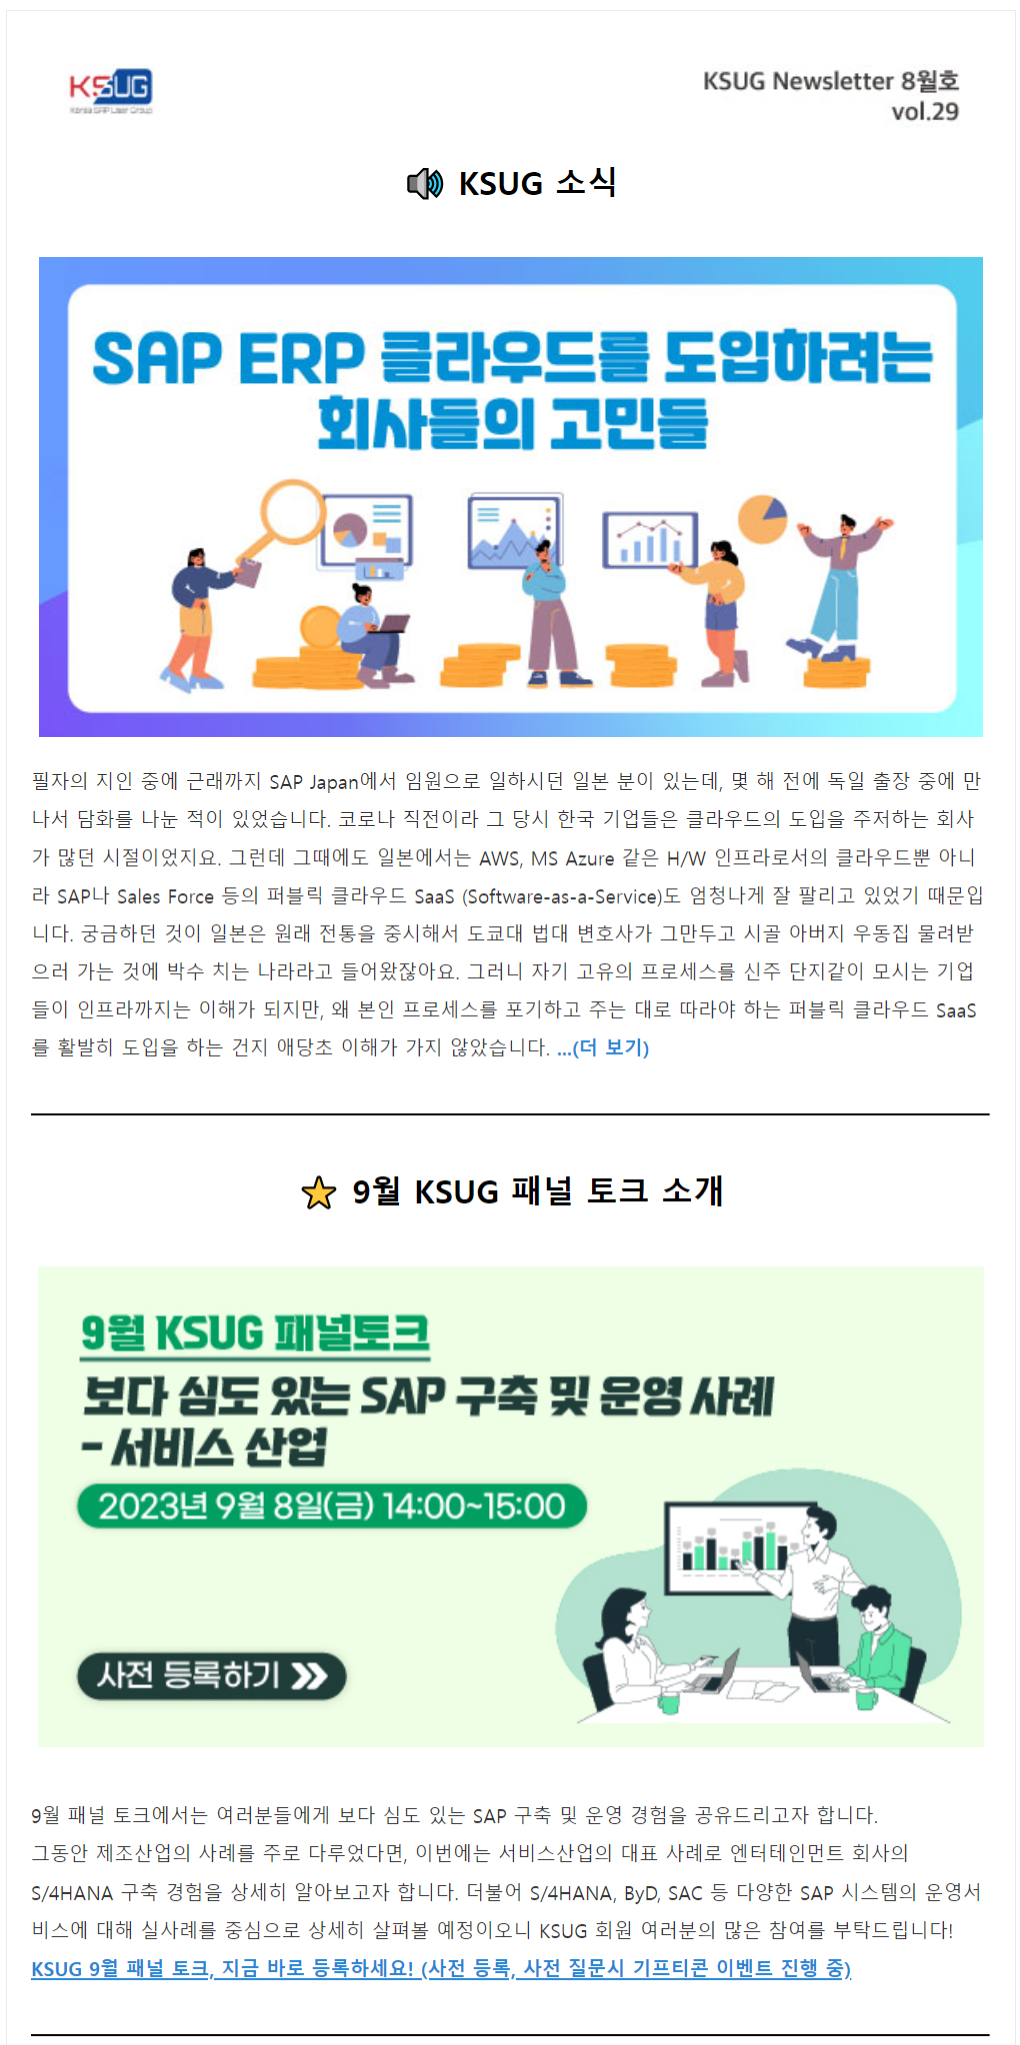 KSUG
Korea SAP User Group
KSUG Newsletter 8월호
vol.29
KSUG 소식
SAP ERP 클라우드를 도입하려는
회사들의 고민들
필자의 지인 중에 근래까지 SAP Japan에서 임원으로 일하시던 일본 분이 있는데, 몇 해 전에 독일 출장 중에 만
나서 담화를 나눈 적이 있었습니다. 코로나 직전이라 그 당시 한국 기업들은 클라우드의 도입을 주저하는 회사
가 많던 시절이었지요. 그런데 그때에도 일본에서는 AWS, MS Azure 같은 H/W 인프라로서의 클라우드뿐 아니
라 SAP나 Sales Force 등의 퍼블릭 클라우드 SaaS (Software-as-a-Service)도 엄청나게 잘 팔리고 있었기 때문입
니다. 궁금하던 것이 일본은 원래 전통을 중시해서 도쿄대 법대 변호사가 그만두고 시골 아버지 우동집 물려받
으러 가는 것에 박수 치는 나라라고 들어왔잖아요. 그러니 자기 고유의 프로세스를 신주 단지같이 모시는 기업
들이 인프라까지는 이해가 되지만, 왜 본인 프로세스를 포기하고 주는 대로 따라야 하는 퍼블릭 클라우드 SaaS
를 활발히 도입을 하는 건지 애당초 이해가 가지 않았습니다. ...(더 보기)
9월 KSUG 패널 토크 소개
9월 KSUG 패널토크
보다 심도 있는 SAP 구축 및 운영 사례
- 서비스 산업
2023년 9월 8일(금) 14:00~15:00
사전 등록하기
9월 패널 토크에서는 여러분들에게 보다 심도 있는 SAP 구축 및 운영 경험을 공유드리고자 합니다.
그동안 제조산업의 사례를 주로 다루었다면, 이번에는 서비스산업의 대표 사례로 엔터테인먼트 회사의
S/4HANA 구축 경험을 상세히 알아보고자 합니다. 더불어 S/4HANA, ByD, SAC 등 다양한 SAP 시스템의 운영서
비스에 대해 실사례를 중심으로 상세히 살펴볼 예정이오니 KSUG 회원 여러분의 많은 참여를 부탁드립니다!
KSUG 9월 패널 토크, 지금 바로 등록하세요! (사전 등록, 사전 질문시 기프티콘 이벤트 진행 중)